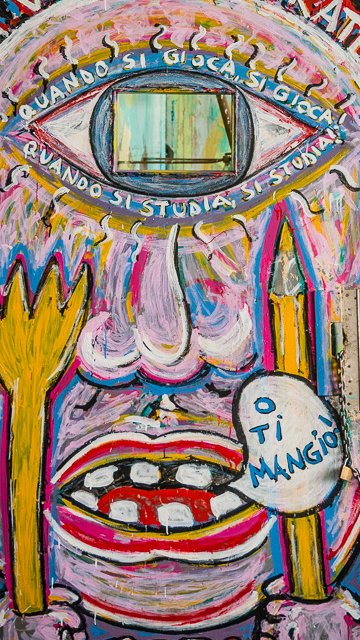 QUANDO SI GIOCA, SI GIOCA!
QUANDO SI STUDIA, SI STUDIA!!
O
TI
MANGIO